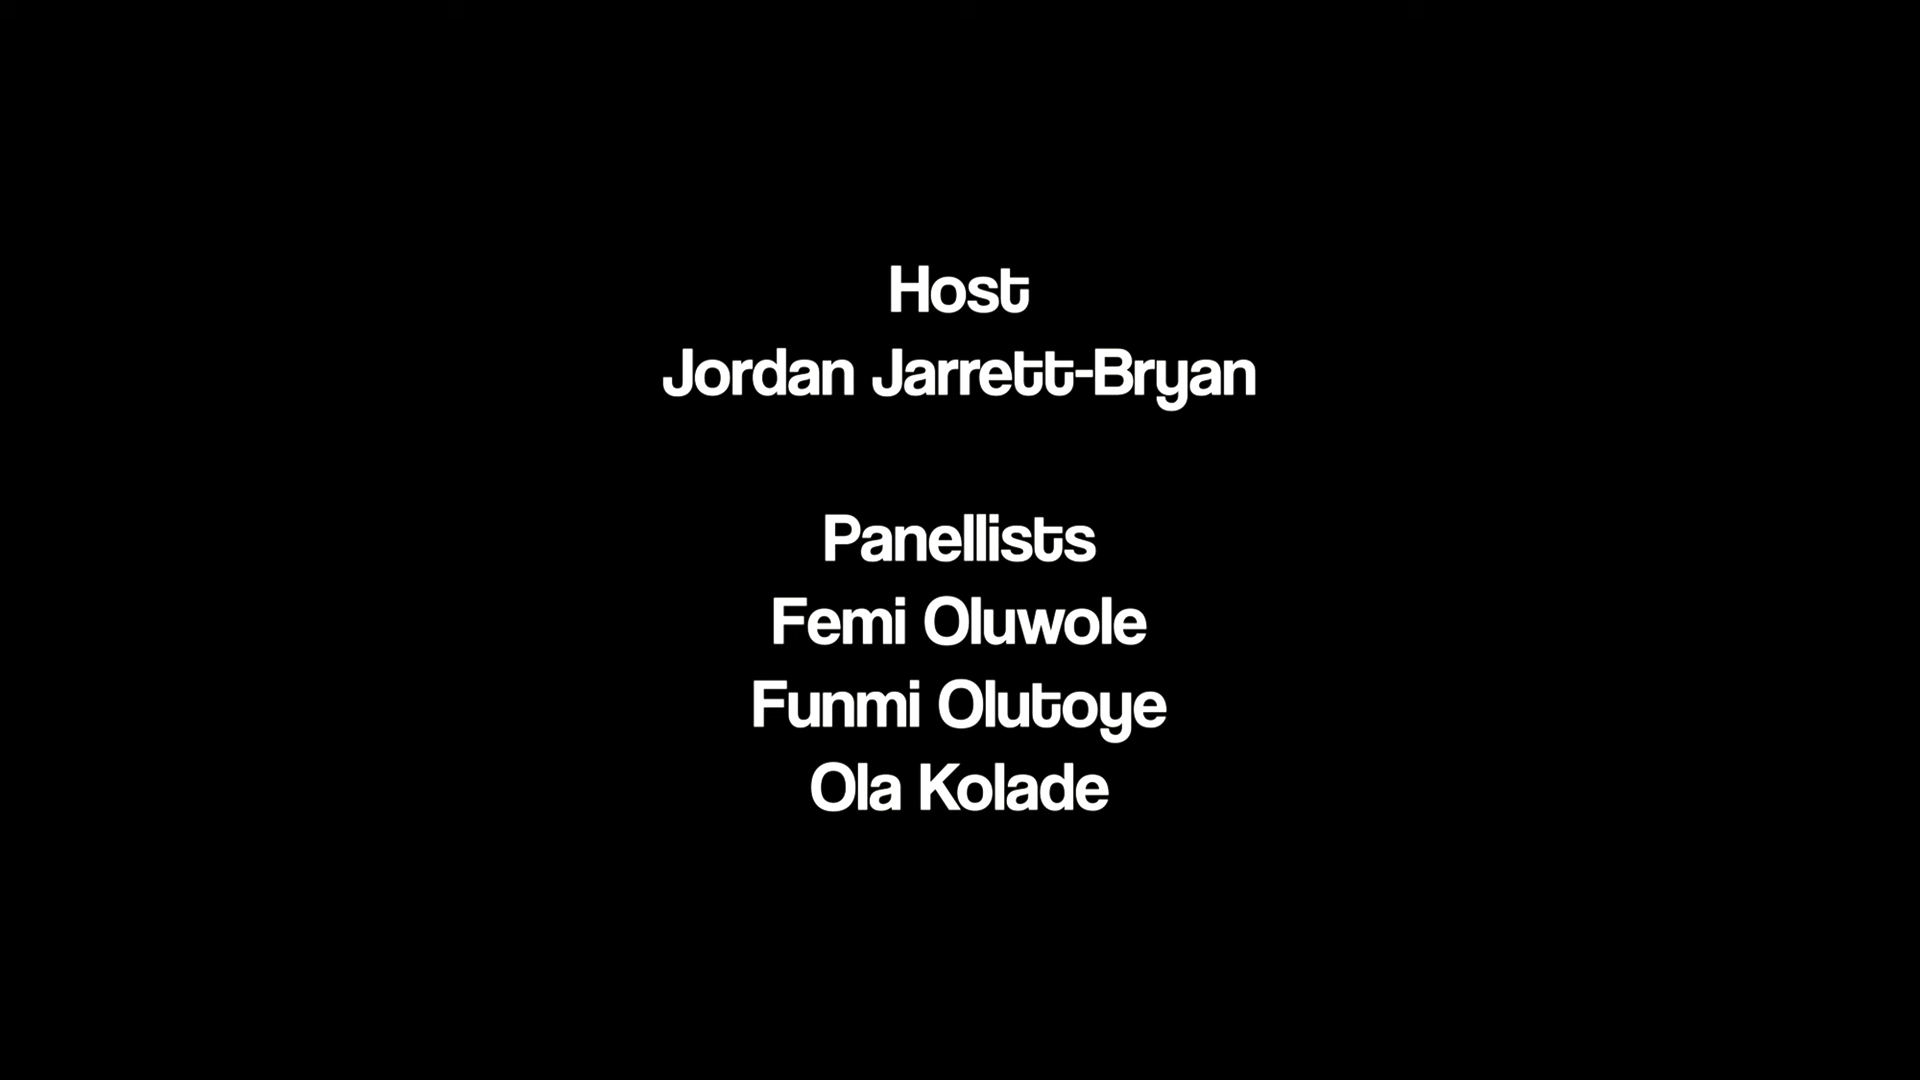 Host
Jordan Jarrett-Bryan
Panellists
Femi Oluwole
Funmi Olutoye
Ola Kolade